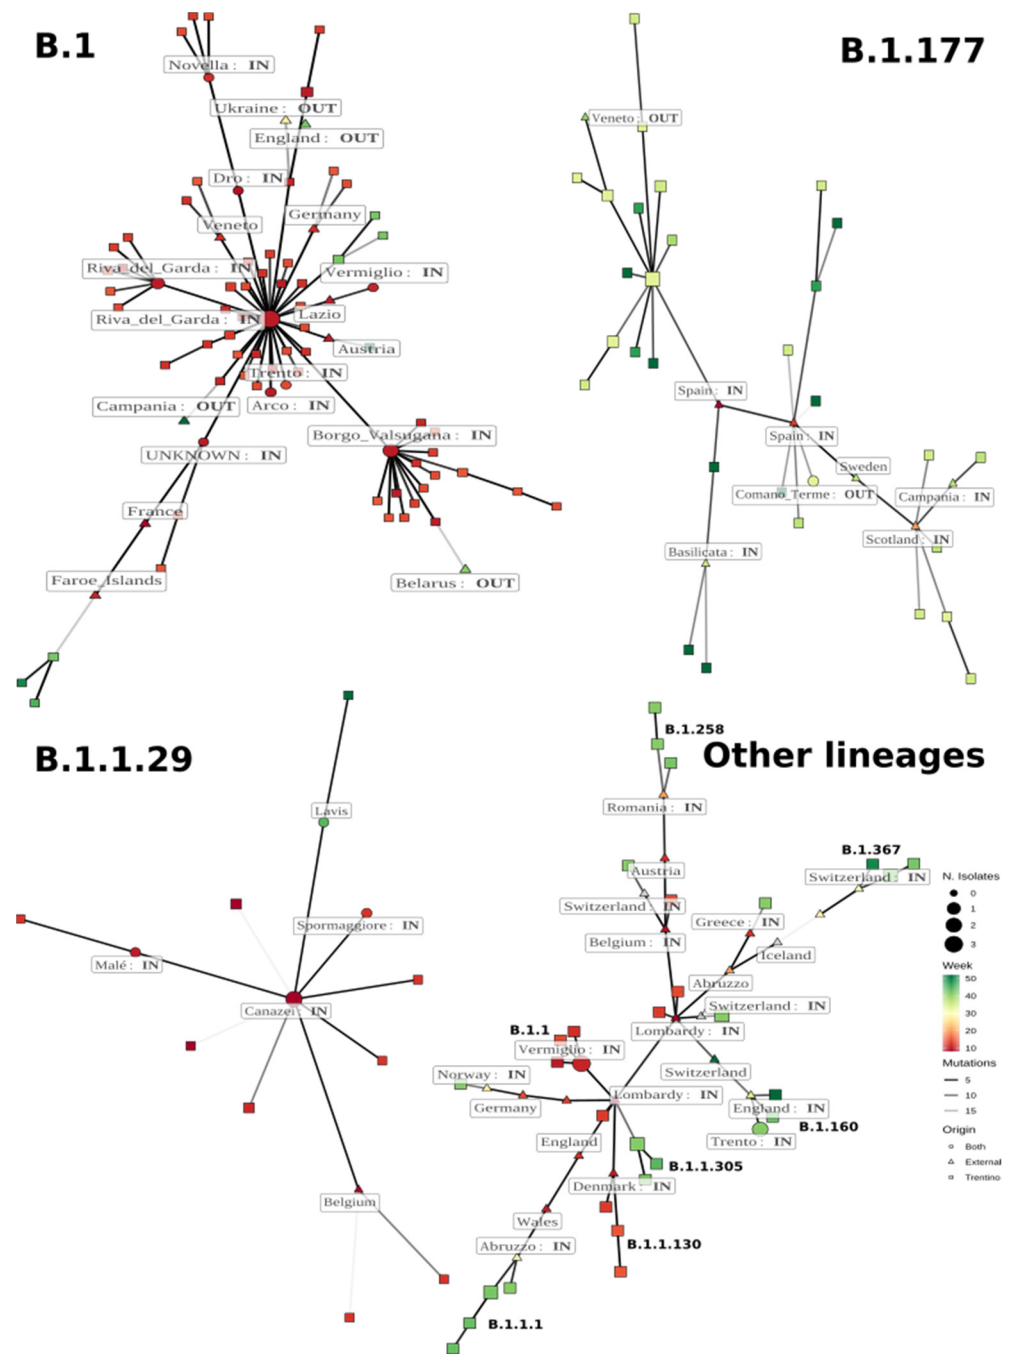 B.1
Novella : IN
Ukraine : OUT
England : OUT
Dro : IN
Germany
Veneto
Riva_del_Garda : IN
Vermiglio : IN
Riva_del_Garda : IN
Lazio
Austria
Trento : IN
Campania : OUT
Arco : IN
Borgo_Valsugana : IN
UNKNOWN : IN
France
Faroe_Islands
Belarus : OUT
B.1.177
Veneto : OUT
Spain : IN
Spain : IN
Sweden
Comano_Terme : OUT
Campania : IN
Scotland : IN
Basilicata : IN
B.1.1.29
Lavis
Spormaggiore : IN
Malé : IN
Canazei : IN
Belgium
Other lineages
B.1.258
Romania : IN
B.1.367
Switzerland : IN
Austria
Switzerland : IN
Greece : IN
Belgium : IN
Iceland
Abruzzo
Switzerland : IN
Lombardy : IN
B.1.1
Vermiglio : IN
Switzerland
Norway : IN
Lombardy : IN
Germany
England : IN
B.1.160
Trento : IN
England
B.1.1.305
Denmark : IN
Wales
Abruzzo : IN
B.1.1.130
B.1.1.1
N. Isolates
0
1
2
3
Week
50
40
30
20
10
Mutations
5
10
15
Origin
Both
External
Trentino